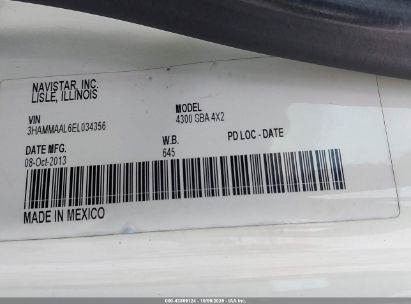 NAVISTAR, INC.
LISLE, ILLINOIS
VIN
3HAMMAAL6EL034356
MODEL
4300 SBA 4X2
DATE MFG.
08-Oct-2013
W.B.
645
PD LOC - DATE
MADE IN MEXICO